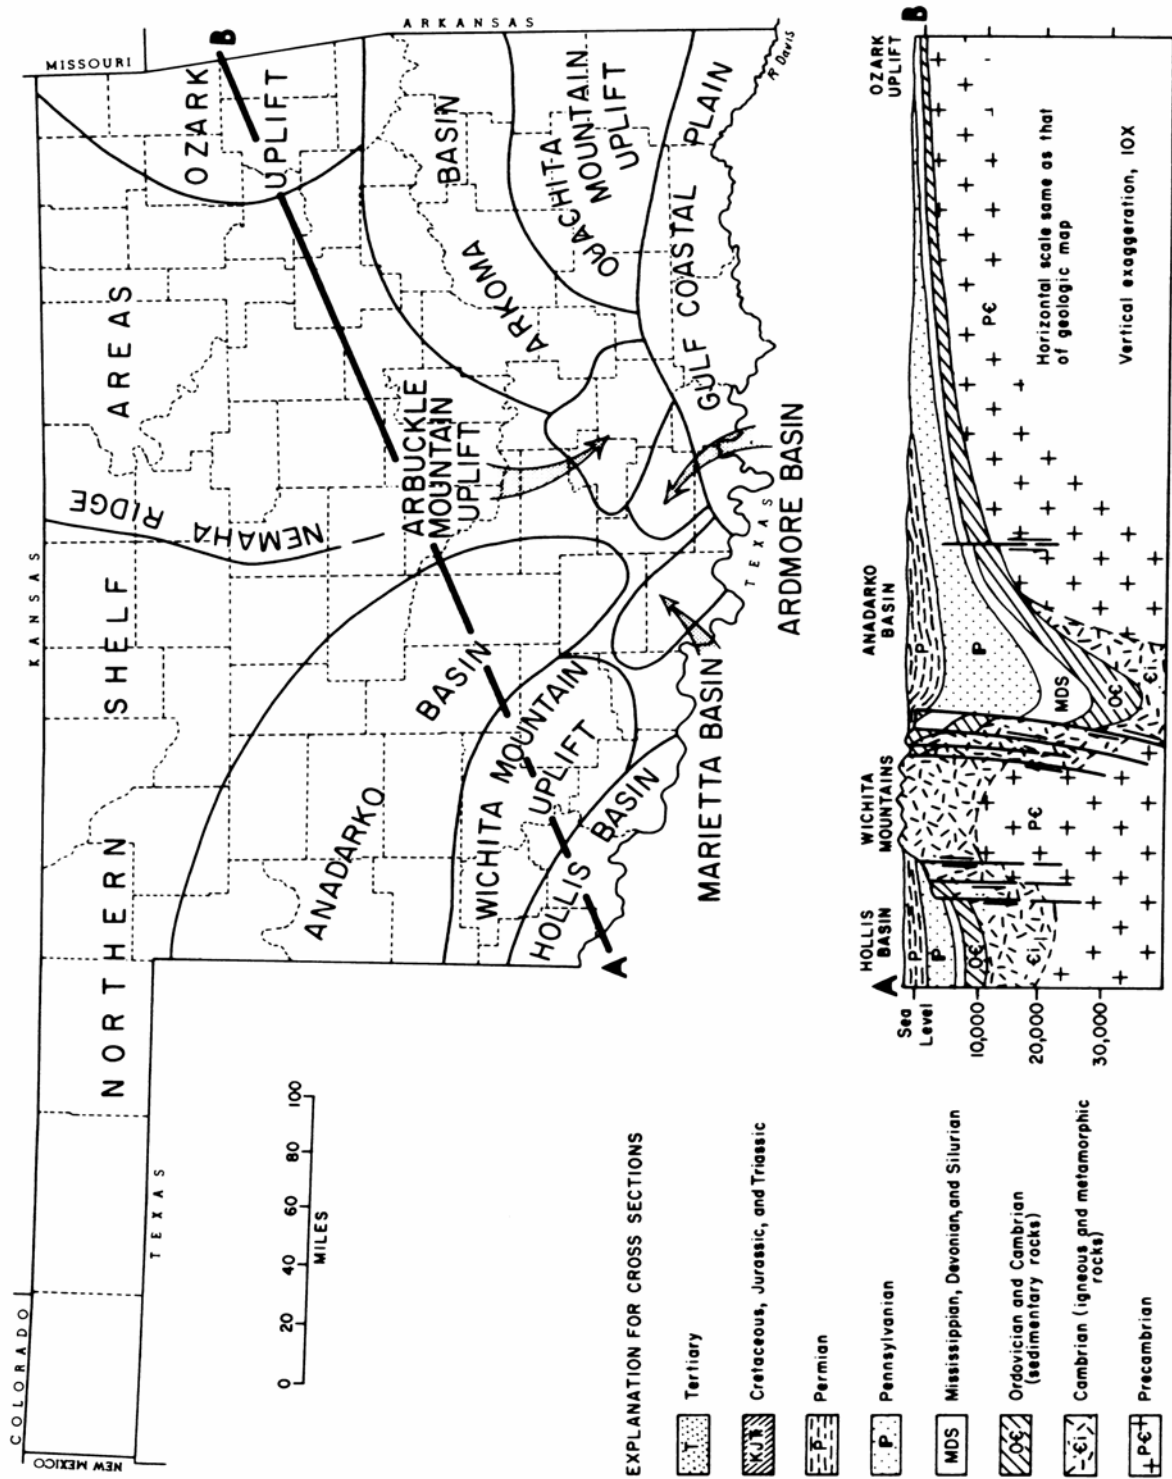 COLORADO
NEW MEXICO
KANSAS
MISSOURI
ARKANSAS
TEXAS
TEXAS
NORTHERN SHELF AREAS
NEMAHA RIDGE
OZARK
UPLIFT
B
ANADARKO
BASIN
ARBUCKLE
MOUNTAIN
UPLIFT
ARKOMA
BASIN
OUACHITA
MOUNTAIN
UPLIFT
WICHITA MOUNTAIN
UPLIFT
HOLLIS BASIN
GULF COASTAL PLAIN
A
MARIETTA BASIN
ARDMORE BASIN
R Davis
0 20 40 60 80 100
MILES
EXPLANATION FOR CROSS SECTIONS
T Tertiary
KJTR Cretaceous, Jurassic, and Triassic
P Permian
P Pennsylvanian
MDS Mississippian, Devonian, and Silurian
O€ Ordovician and Cambrian
(sedimentary rocks)
€i Cambrian (igneous and metamorphic
rocks)
P€ Precambrian
A
HOLLIS
BASIN
WICHITA
MOUNTAINS
ANADARKO
BASIN
OZARK
UPLIFT
B
Sea
Level
10,000
20,000
30,000
P
P
O€
€i
P€
P
P
MDS
O€
€i
P€
Horizontal scale same as that
of geologic map
Vertical exaggeration, 10X